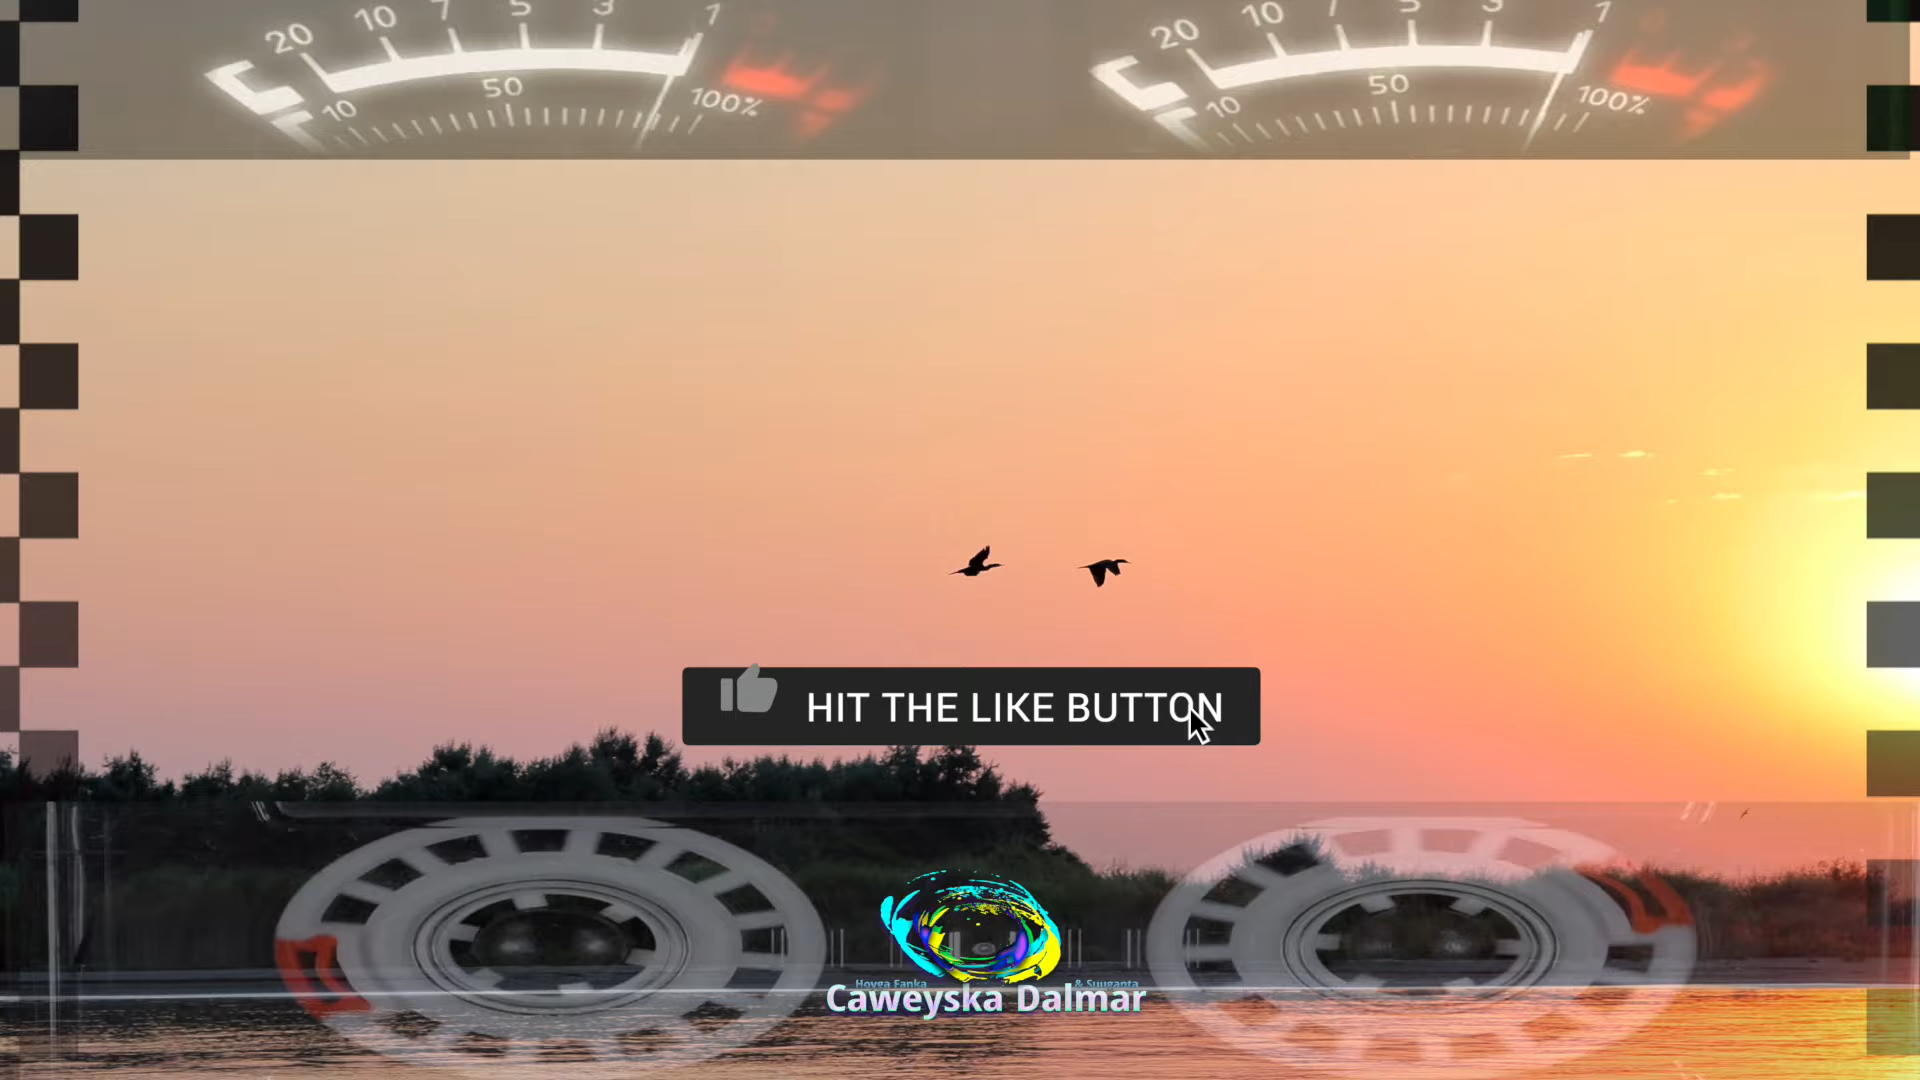 20 10 7 5 3 1
10 50 100%
20 10 7 5 3 1
10 50 100%
HIT THE LIKE BUTTON
Hoyga Fanka & Suuganta
Caweyska Dalmar